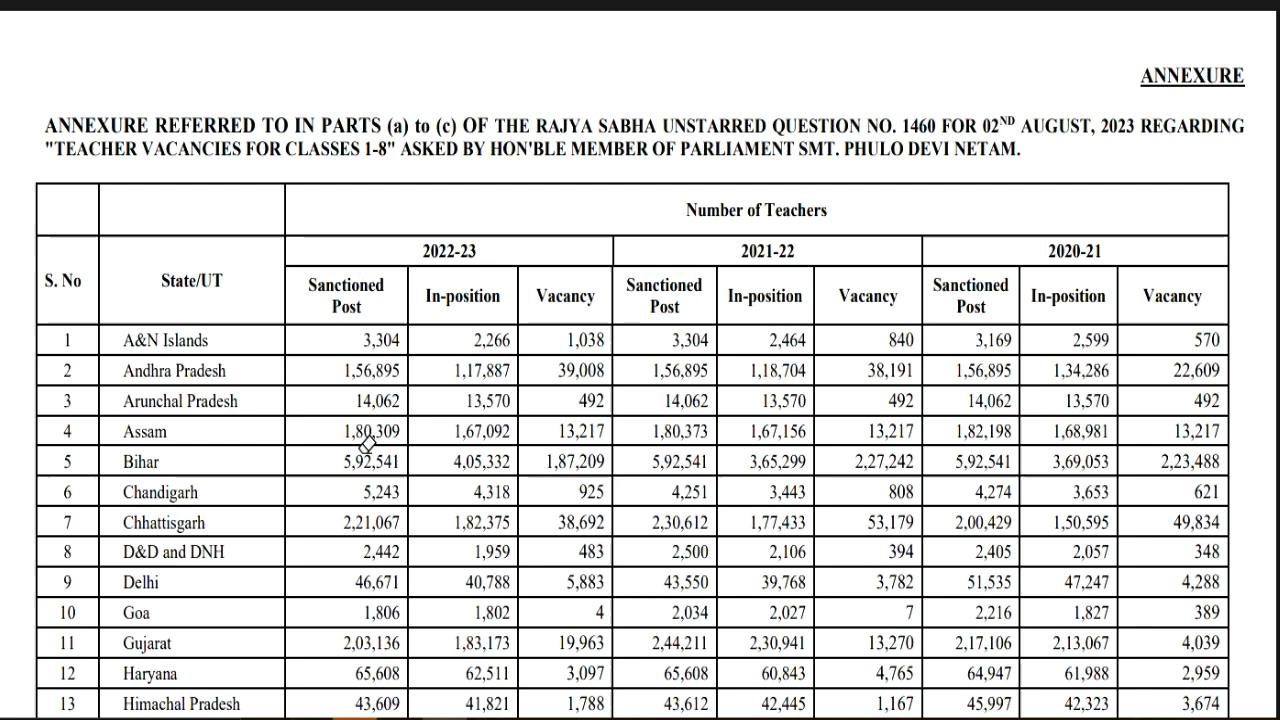 ANNEXURE
ANNEXURE REFERRED TO IN PARTS (a) to (c) OF THE RAJYA SABHA UNSTARRED QUESTION NO. 1460 FOR 02ND AUGUST, 2023 REGARDING
"TEACHER VACANCIES FOR CLASSES 1-8" ASKED BY HON'BLE MEMBER OF PARLIAMENT SMT. PHULO DEVI NETAM.
Number of Teachers
S. No State/UT 2022-23 2021-22 2020-21
Sanctioned Post In-position Vacancy Sanctioned Post In-position Vacancy Sanctioned Post In-position Vacancy
1 A&N Islands 3,304 2,266 1,038 3,304 2,464 840 3,169 2,599 570
2 Andhra Pradesh 1,56,895 1,17,887 39,008 1,56,895 1,18,704 38,191 1,56,895 1,34,286 22,609
3 Arunchal Pradesh 14,062 13,570 492 14,062 13,570 492 14,062 13,570 492
4 Assam 1,80,309 1,67,092 13,217 1,80,373 1,67,156 13,217 1,82,198 1,68,981 13,217
5 Bihar 5,92,541 4,05,332 1,87,209 5,92,541 3,65,299 2,27,242 5,92,541 3,69,053 2,23,488
6 Chandigarh 5,243 4,318 925 4,251 3,443 808 4,274 3,653 621
7 Chhattisgarh 2,21,067 1,82,375 38,692 2,30,612 1,77,433 53,179 2,00,429 1,50,595 49,834
8 D&D and DNH 2,442 1,959 483 2,500 2,106 394 2,405 2,057 348
9 Delhi 46,671 40,788 5,883 43,550 39,768 3,782 51,535 47,247 4,288
10 Goa 1,806 1,802 4 2,034 2,027 7 2,216 1,827 389
11 Gujarat 2,03,136 1,83,173 19,963 2,44,211 2,30,941 13,270 2,17,106 2,13,067 4,039
12 Haryana 65,608 62,511 3,097 65,608 60,843 4,765 64,947 61,988 2,959
13 Himachal Pradesh 43,609 41,821 1,788 43,612 42,445 1,167 45,997 42,323 3,674